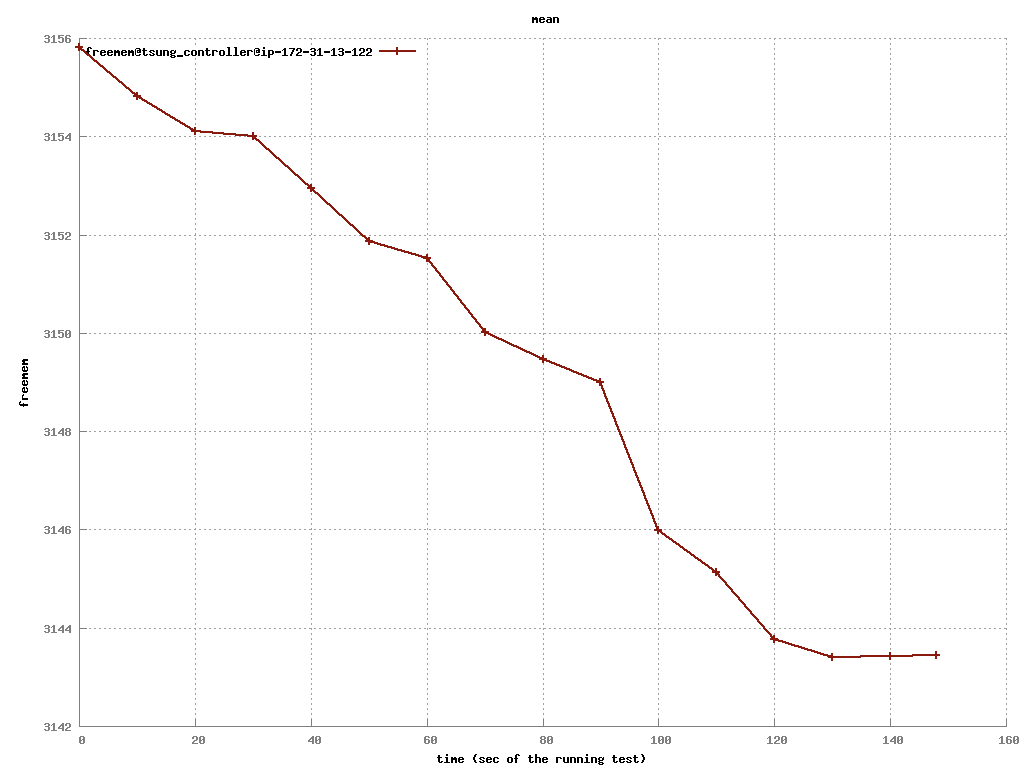 mean
3156
freemem@tsung_controller@ip-172-31-13-122
3154
3152
3150
freemem
3148
3146
3144
3142
0 20 40 60 80 100 120 140 160
time (sec of the running test)